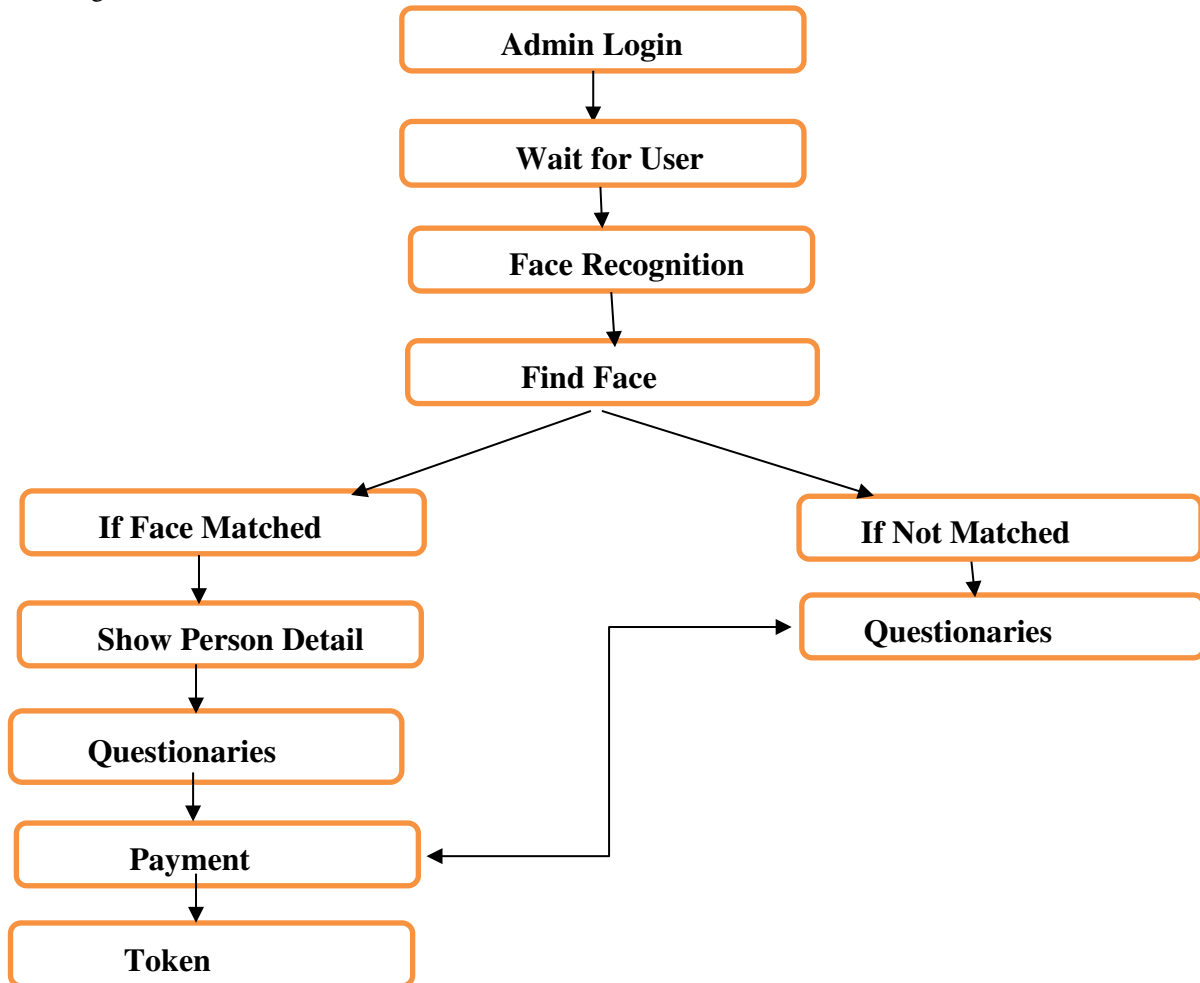 Admin Login
Wait for User
Face Recognition
Find Face
If Face Matched
If Not Matched
Show Person Detail
Questionaries
Questionaries
Payment
Token